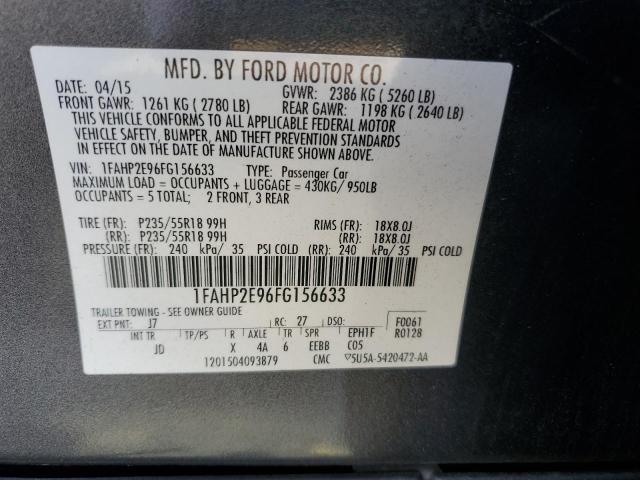 MFD. BY FORD MOTOR CO.
DATE: 04/15 GVWR: 2386 KG ( 5260 LB)
FRONT GAWR: 1261 KG ( 2780 LB) REAR GAWR: 1198 KG ( 2640 LB)
THIS VEHICLE CONFORMS TO ALL APPLICABLE FEDERAL MOTOR
VEHICLE SAFETY, BUMPER, AND THEFT PREVENTION STANDARDS
IN EFFECT ON THE DATE OF MANUFACTURE SHOWN ABOVE.
VIN: 1FAHP2E96FG156633 TYPE: Passenger Car
MAXIMUM LOAD = OCCUPANTS + LUGGAGE = 430KG/ 950LB
OCCUPANTS = 5 TOTAL; 2 FRONT, 3 REAR
TIRE (FR): P235/55R18 99H RIMS (FR): 18X8.0J
(RR): P235/55R18 99H (RR): 18X8.0J
PRESSURE (FR): 240 kPa/ 35 PSI COLD (RR): 240 kPa/ 35 PSI COLD
1FAHP2E96FG156633
TRAILER TOWING - SEE OWNER GUIDE
EXT PNT: J7 RC: 27 DSO: F0061
INT TR TP/PS R AXLE TR SPR EPH1F R0128
JD X 4A 6 EEBB C05
1201504093879 CMC 5U5A-5420472-AA